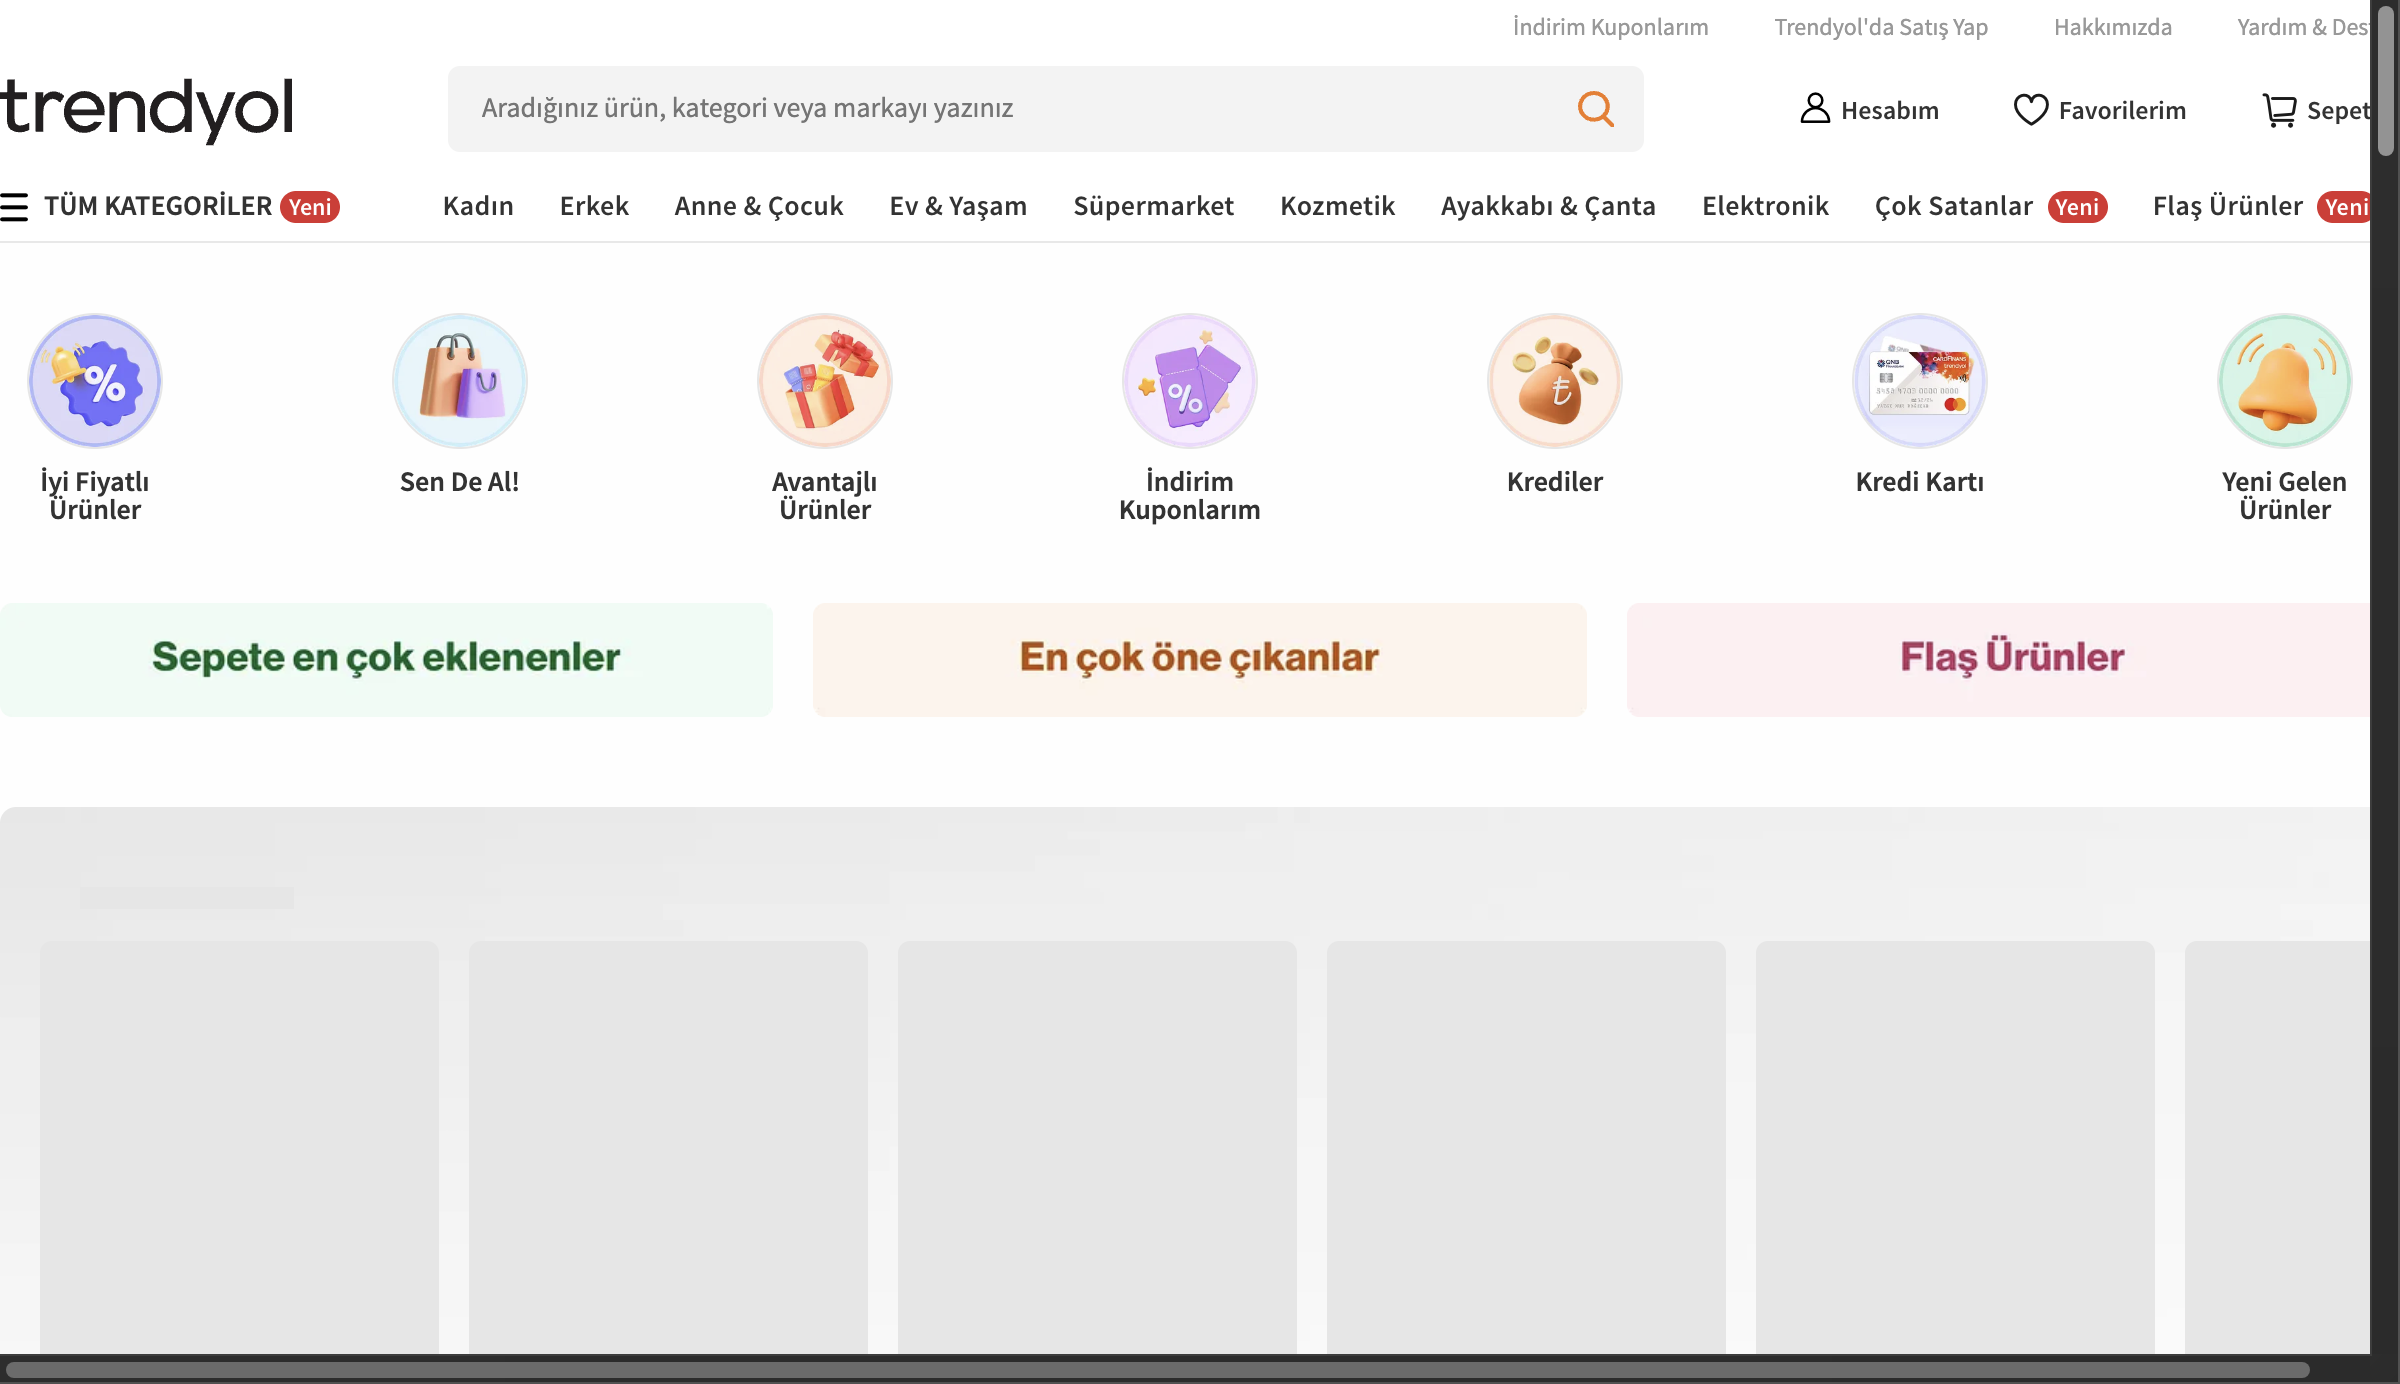 İndirim Kuponlarım Trendyol'da Satış Yap Hakkımızda Yardım & Des
trendyol
Aradığınız ürün, kategori veya markayı yazınız
Hesabım Favorilerim Sepet
TÜM KATEGORİLER Yeni Kadın Erkek Anne & Çocuk Ev & Yaşam Süpermarket Kozmetik Ayakkabı & Çanta Elektronik Çok Satanlar Yeni Flaş Ürünler Yeni
İyi Fiyatlı
Ürünler
Sen De Al!
Avantajlı
Ürünler
İndirim
Kuponlarım
Krediler
Kredi Kartı
Yeni Gelen
Ürünler
Sepete en çok eklenenler
En çok öne çıkanlar
Flaş Ürünler